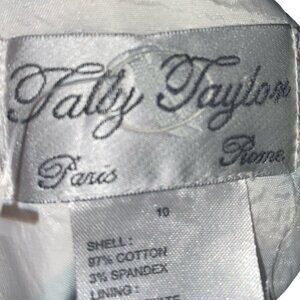 Tally Taylor
Paris Rome
10
SHELL:
97% COTTON
3% SPANDEX
LINING: